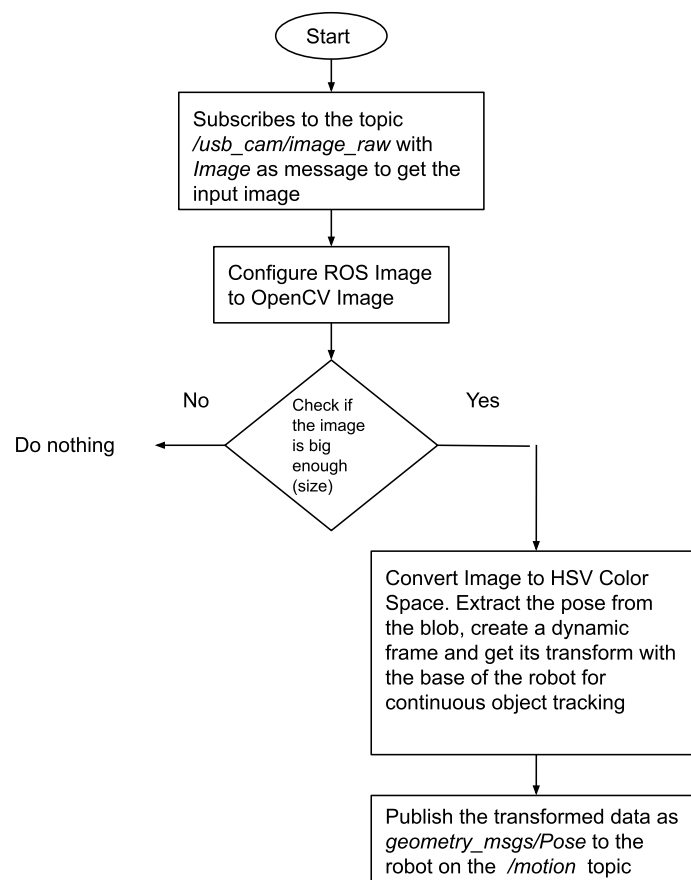 Start
Subscribes to the topic
/usb_cam/image_raw with
Image as message to get the
input image
Configure ROS Image
to OpenCV Image
No
Yes
Check if
the image
is big
enough
(size)
Do nothing
Convert Image to HSV Color
Space. Extract the pose from
the blob, create a dynamic
frame and get its transform with
the base of the robot for
continuous object tracking
Publish the transformed data as
geometry_msgs/Pose to the
robot on the /motion topic